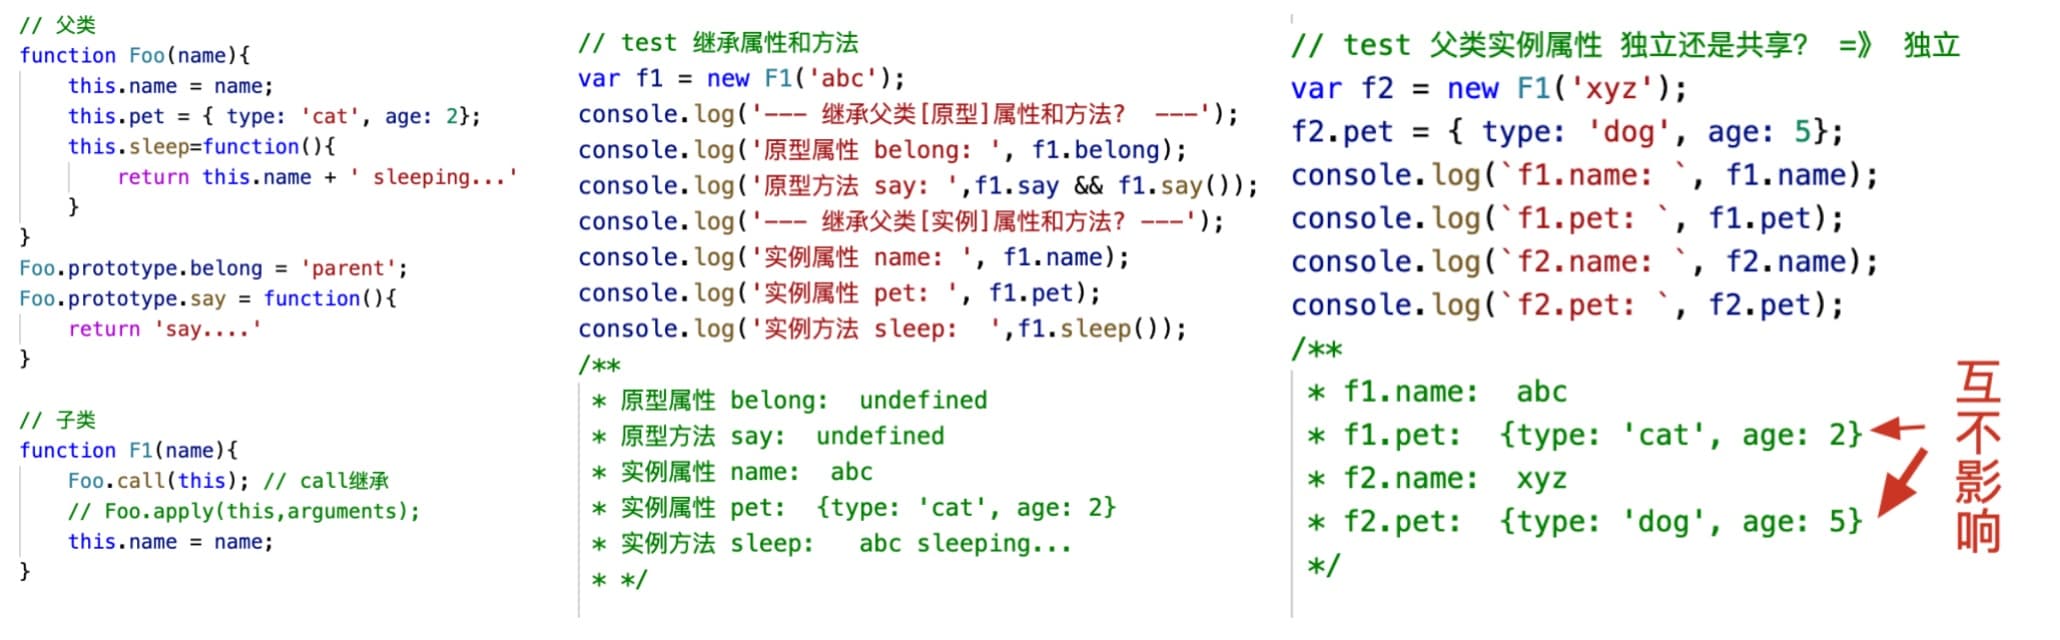 // 父类
function Foo(name){
    this.name = name;
    this.pet = { type: 'cat', age: 2};
    this.sleep=function(){
        return this.name + ' sleeping...'
    }
}
Foo.prototype.belong = 'parent';
Foo.prototype.say = function(){
    return 'say....'
}
// 子类
function F1(name){
    Foo.call(this); // call继承
    // Foo.apply(this,arguments);
    this.name = name;
}
// test 继承属性和方法
var f1 = new F1('abc');
console.log('--- 继承父类[原型]属性和方法?  ---');
console.log('原型属性 belong: ', f1.belong);
console.log('原型方法 say: ',f1.say && f1.say());
console.log('--- 继承父类[实例]属性和方法? ---');
console.log('实例属性 name: ', f1.name);
console.log('实例属性 pet: ', f1.pet);
console.log('实例方法 sleep:  ',f1.sleep());
/**
 * 原型属性 belong:  undefined
 * 原型方法 say:  undefined
 * 实例属性 name:  abc
 * 实例属性 pet:  {type: 'cat', age: 2}
 * 实例方法 sleep:   abc sleeping...
 * */
// test 父类实例属性 独立还是共享?  =》 独立
var f2 = new F1('xyz');
f2.pet = { type: 'dog', age: 5};
console.log(`f1.name: `, f1.name);
console.log(`f1.pet: `, f1.pet);
console.log(`f2.name: `, f2.name);
console.log(`f2.pet: `, f2.pet);
/**
 * f1.name:  abc
 * f1.pet:  {type: 'cat', age: 2}
 * f2.name:  xyz
 * f2.pet:  {type: 'dog', age: 5}
 */
互不影响